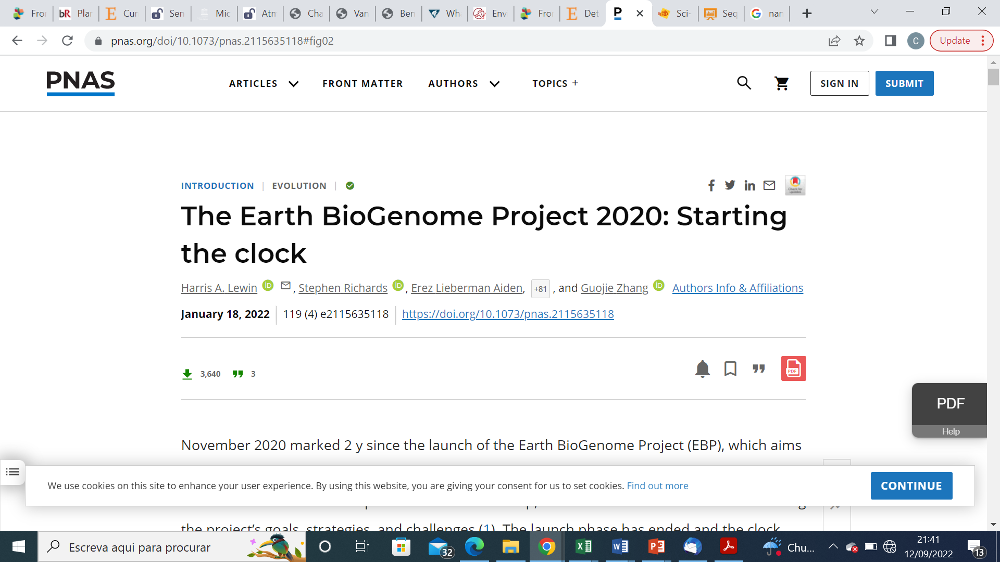 Fror
bR Plar
Curr
Sen
Mic
Atm
Cha
Van
Ben
Wh
Env
Fror
Det
P
Sci-
Seq
nan
pnas.org/doi/10.1073/pnas.2115635118#fig02
C
Update
PNAS
ARTICLES
FRONT MATTER
AUTHORS
TOPICS +
SIGN IN
SUBMIT
INTRODUCTION | EVOLUTION |
The Earth BioGenome Project 2020: Starting
the clock
Harris A. Lewin iD , Stephen Richards iD , Erez Lieberman Aiden, +81 , and Guojie Zhang iD Authors Info & Affiliations
January 18, 2022 119 (4) e2115635118 https://doi.org/10.1073/pnas.2115635118
3,640 3
PDF
PDF
Help
November 2020 marked 2 y since the launch of the Earth BioGenome Project (EBP), which aims
We use cookies on this site to enhance your user experience. By using this website, you are giving your consent for us to set cookies. Find out more
CONTINUE
the project's goals, strategies, and challenges (1). The launch phase has ended and the clock
Escreva aqui para procurar
32
Chu...
21:41
12/09/2022
13